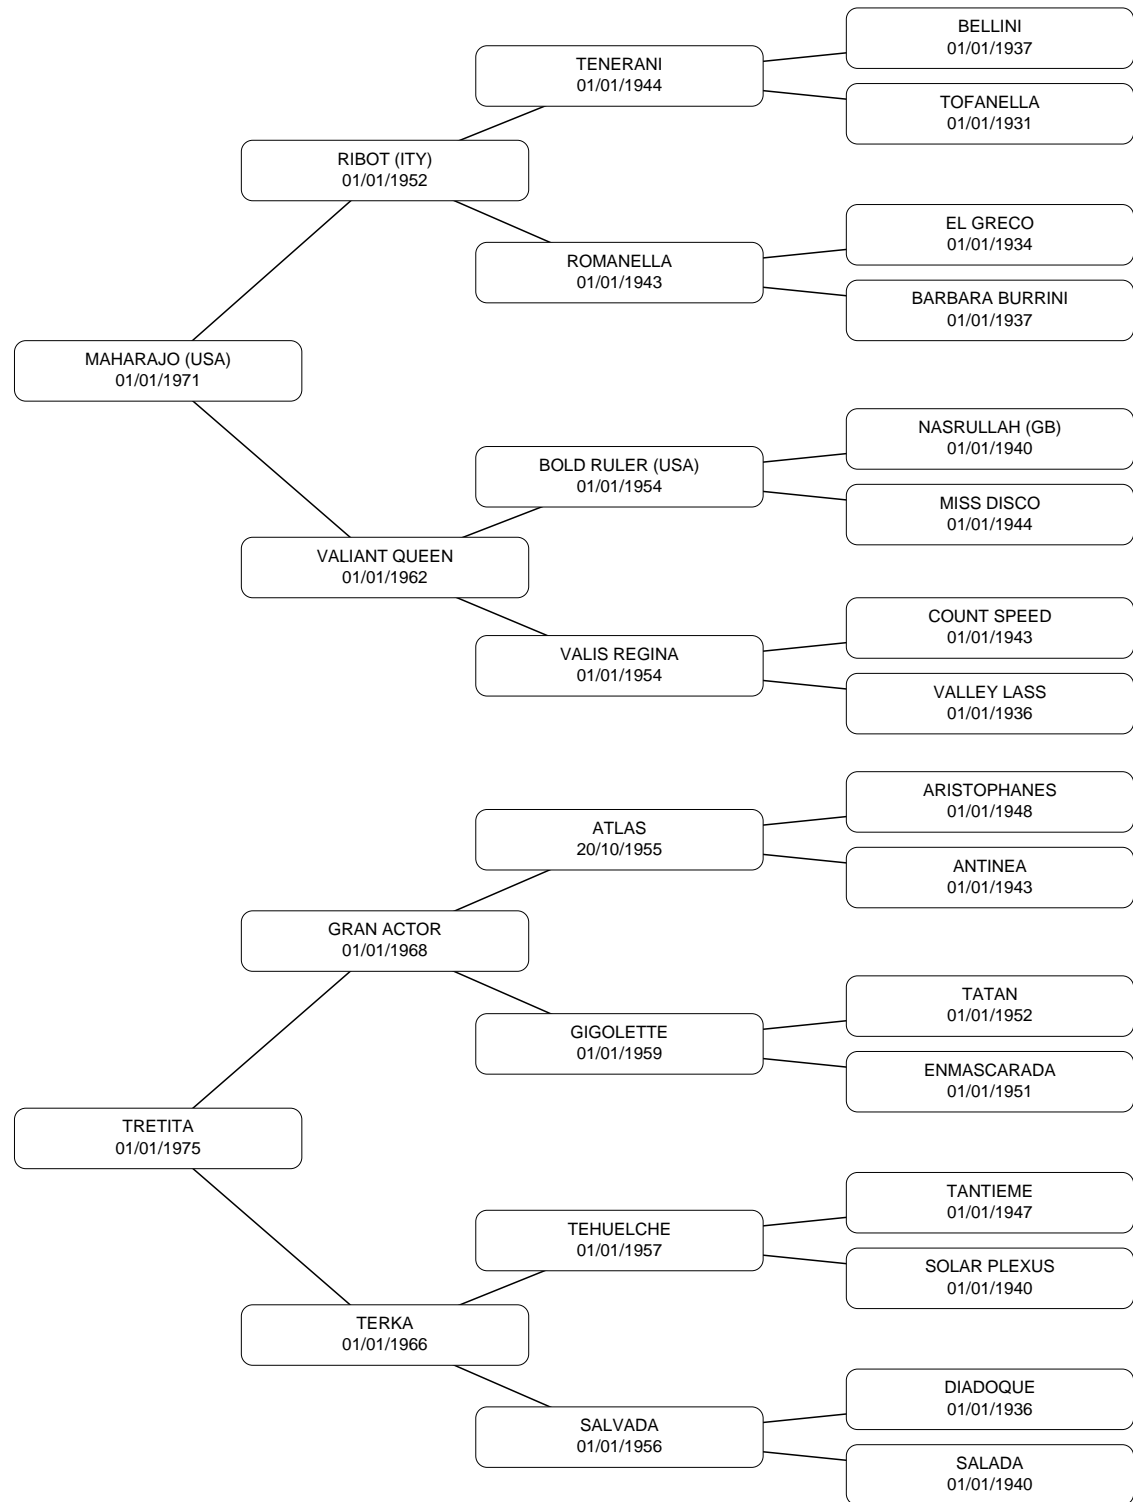 BELLINI
01/01/1937
TENERANI
01/01/1944
TOFANELLA
01/01/1931
RIBOT (ITY)
01/01/1952
EL GRECO
01/01/1934
ROMANELLA
01/01/1943
BARBARA BURRINI
01/01/1937
MAHARAJO (USA)
01/01/1971
NASRULLAH (GB)
01/01/1940
BOLD RULER (USA)
01/01/1954
MISS DISCO
01/01/1944
VALIANT QUEEN
01/01/1962
COUNT SPEED
01/01/1943
VALIS REGINA
01/01/1954
VALLEY LASS
01/01/1936
ARISTOPHANES
01/01/1948
ATLAS
20/10/1955
ANTINEA
01/01/1943
GRAN ACTOR
01/01/1968
TATAN
01/01/1952
GIGOLETTE
01/01/1959
ENMASCARADA
01/01/1951
TRETITA
01/01/1975
TANTIEME
01/01/1947
TEHUELCHE
01/01/1957
SOLAR PLEXUS
01/01/1940
TERKA
01/01/1966
DIADOQUE
01/01/1936
SALVADA
01/01/1956
SALADA
01/01/1940